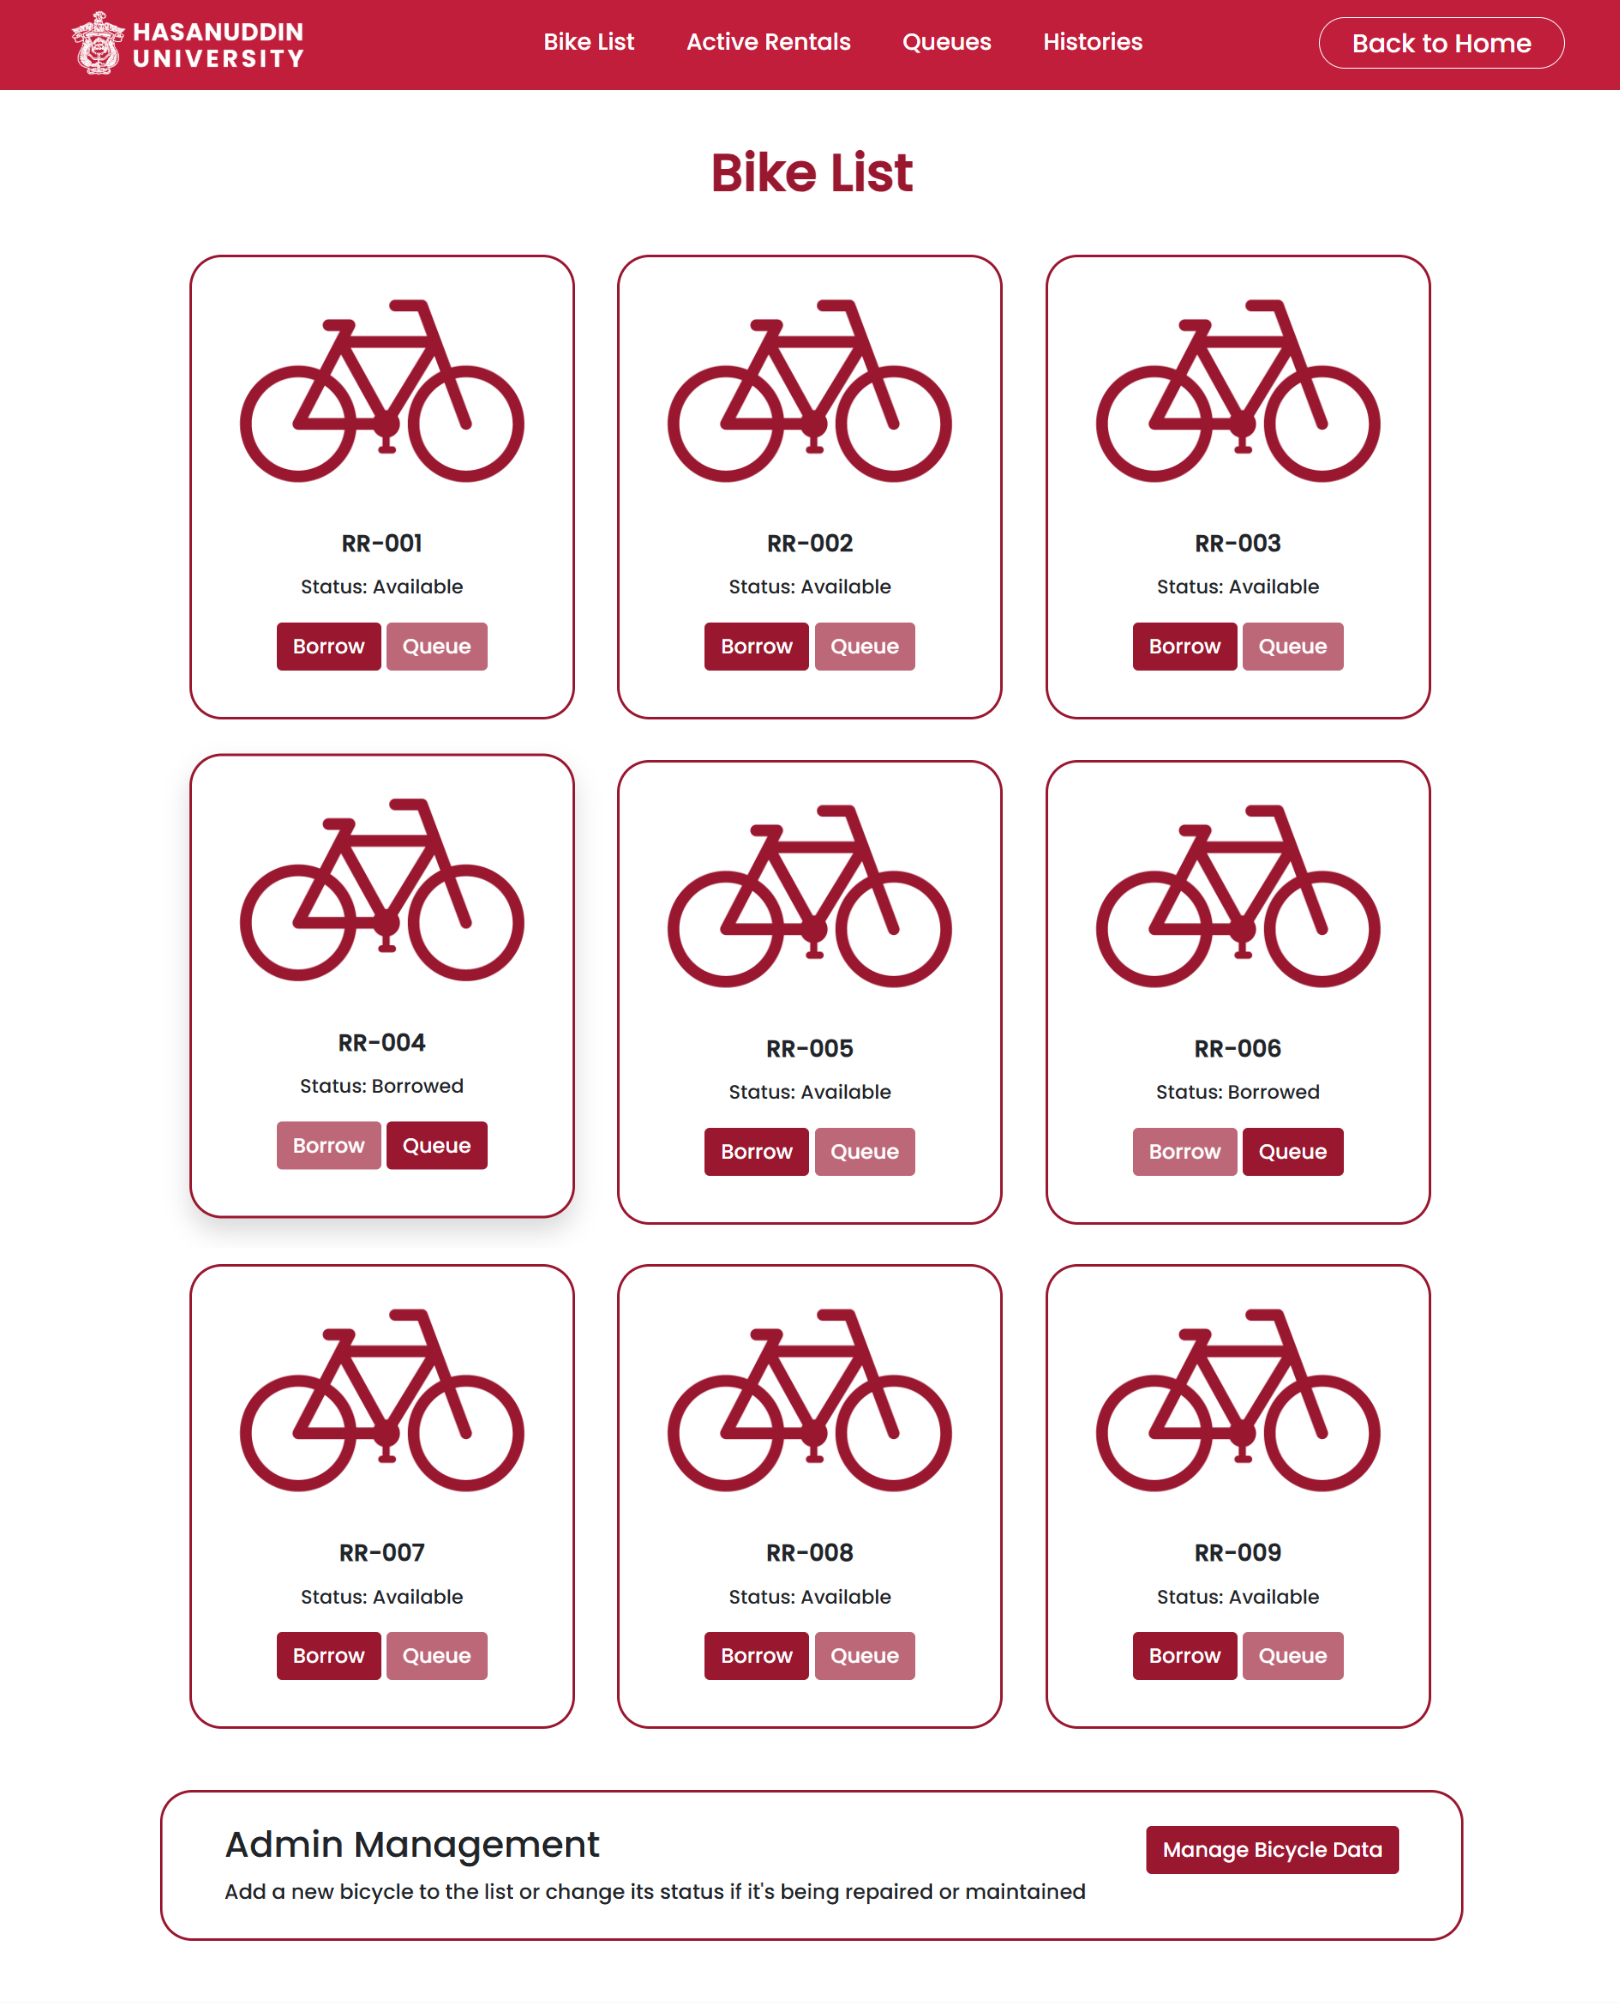 HASANUDDIN
UNIVERSITY
Bike List
Active Rentals
Queues
Histories
Back to Home
Bike List
RR-001
Status: Available
Borrow
Queue
RR-002
Status: Available
Borrow
Queue
RR-003
Status: Available
Borrow
Queue
RR-004
Status: Borrowed
Borrow
Queue
RR-005
Status: Available
Borrow
Queue
RR-006
Status: Borrowed
Borrow
Queue
RR-007
Status: Available
Borrow
Queue
RR-008
Status: Available
Borrow
Queue
RR-009
Status: Available
Borrow
Queue
Admin Management
Add a new bicycle to the list or change its status if it's being repaired or maintained
Manage Bicycle Data